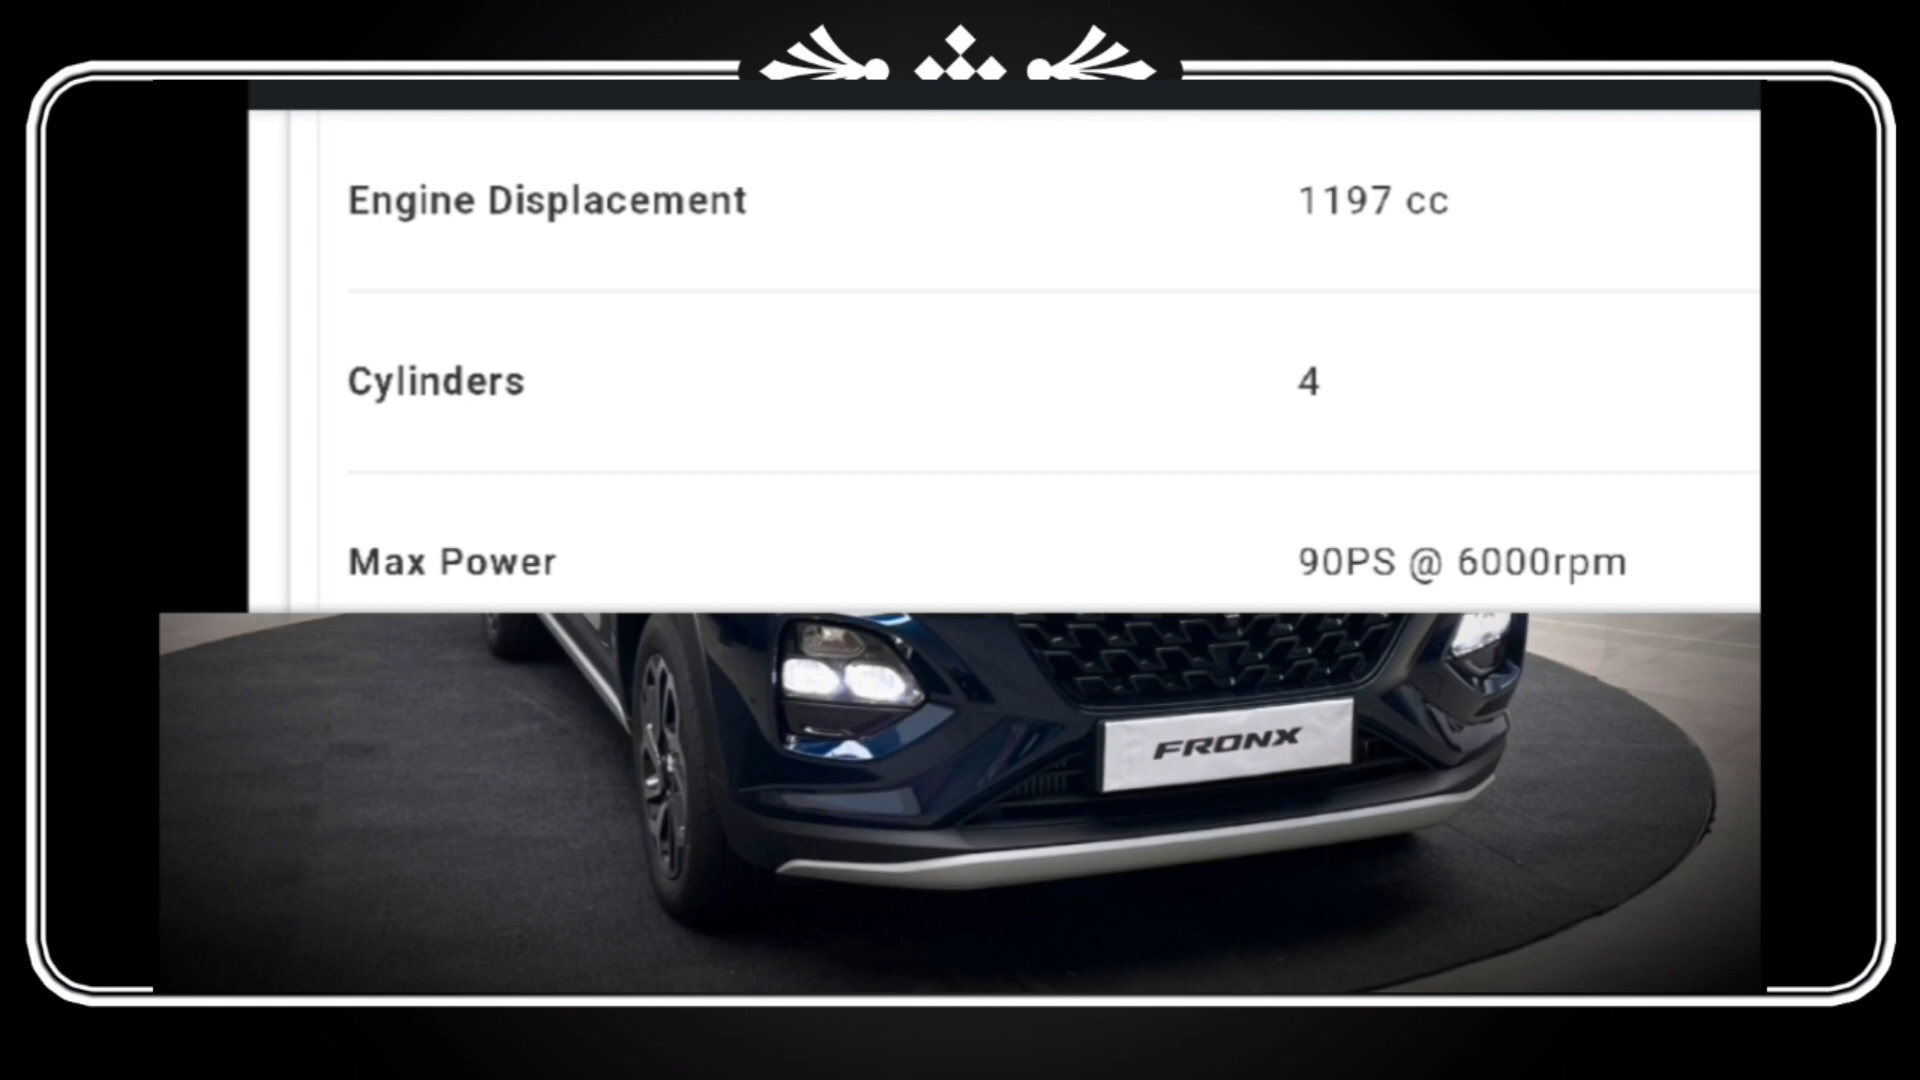 Engine Displacement 1197 cc
Cylinders 4
Max Power 90PS @ 6000rpm
FRONX